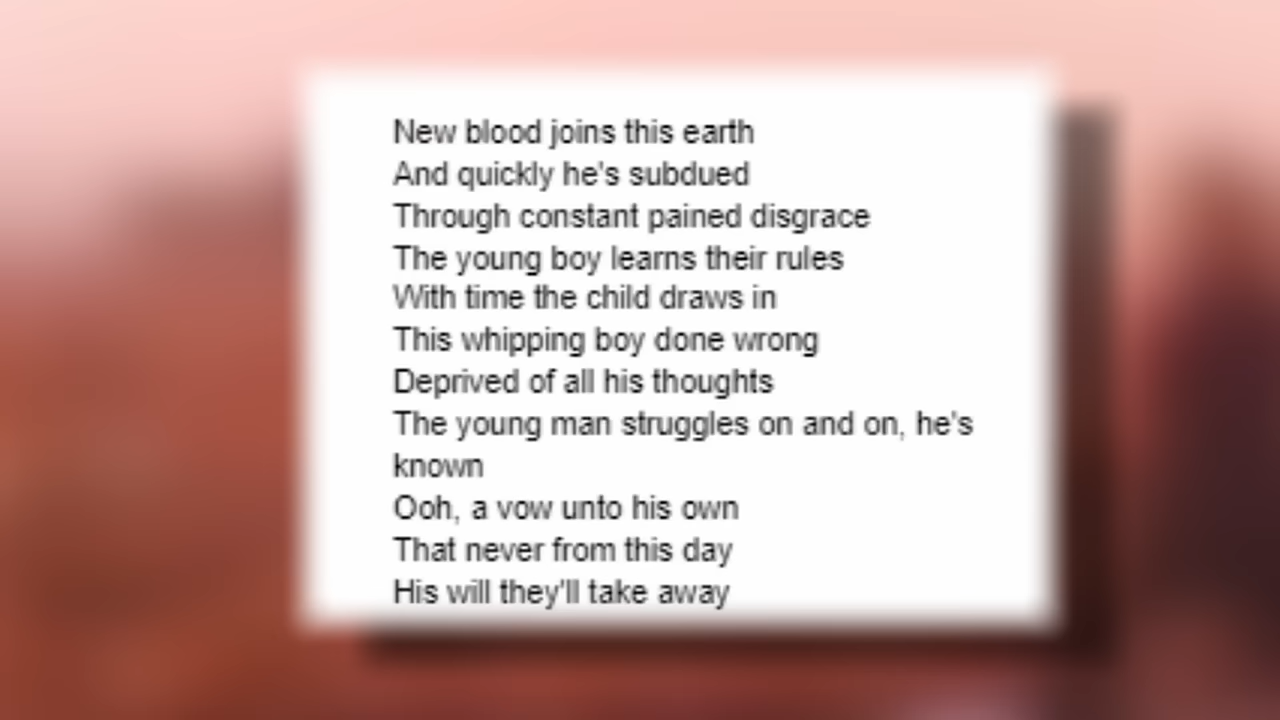 New blood joins this earth
And quickly he's subdued
Through constant pained disgrace
The young boy learns their rules
With time the child draws in
This whipping boy done wrong
Deprived of all his thoughts
The young man struggles on and on, he's
known
Ooh, a vow unto his own
That never from this day
His will they'll take away